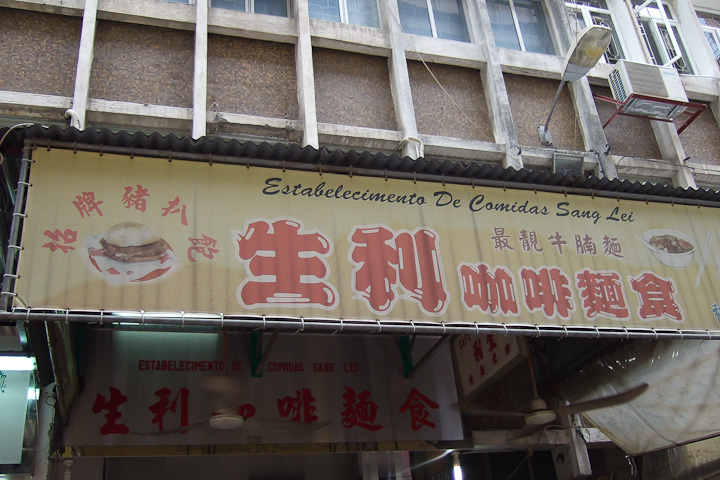 Estabelecimento De Comidas Sang Lei
招牌豬扒飽
最靚牛腩麵
生利咖啡麵食
ESTABELECIMENTO DE COMIDAS SANG LEI
生利咖啡麵食